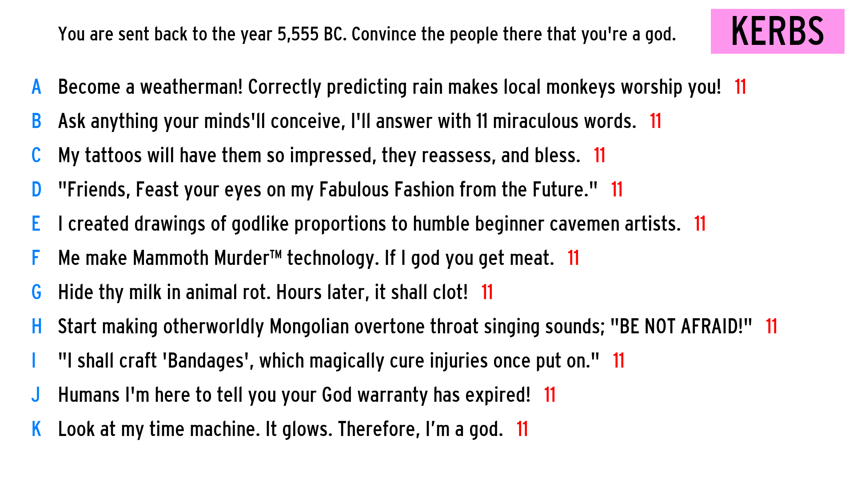 You are sent back to the year 5,555 BC. Convince the people there that you're a god.
KERBS
A Become a weatherman! Correctly predicting rain makes local monkeys worship you! 11
B Ask anything your minds'll conceive, I'll answer with 11 miraculous words. 11
C My tattoos will have them so impressed, they reassess, and bless. 11
D "Friends, Feast your eyes on my Fabulous Fashion from the Future." 11
E I created drawings of godlike proportions to humble beginner cavemen artists. 11
F Me make Mammoth Murder™ technology. If I god you get meat. 11
G Hide thy milk in animal rot. Hours later, it shall clot! 11
H Start making otherworldly Mongolian overtone throat singing sounds; "BE NOT AFRAID!" 11
I "I shall craft 'Bandages', which magically cure injuries once put on." 11
J Humans I'm here to tell you your God warranty has expired! 11
K Look at my time machine. It glows. Therefore, I’m a god. 11